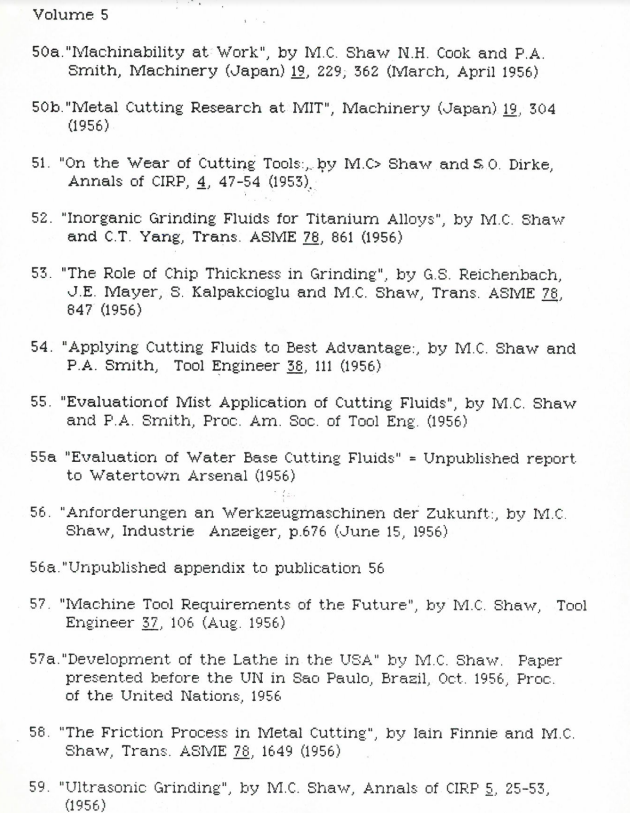 Volume 5
50a."Machinability at Work", by M.C. Shaw N.H. Cook and P.A.
Smith, Machinery (Japan) 19, 229, 362 (March, April 1956)
50b."Metal Cutting Research at MIT", Machinery (Japan) 19, 304
(1956)
51. "On the Wear of Cutting Tools:, by M.C> Shaw and S.O. Dirke,
Annals of CIRP, 4, 47-54 (1953).
52. "Inorganic Grinding Fluids for Titanium Alloys", by M.C. Shaw
and C.T. Yang, Trans. ASME 78, 861 (1956)
53. "The Role of Chip Thickness in Grinding", by G.S. Reichenbach,
J.E. Mayer, S. Kalpakcioglu and M.C. Shaw, Trans. ASME 78,
847 (1956)
54. "Applying Cutting Fluids to Best Advantage:, by M.C. Shaw and
P.A. Smith, Tool Engineer 38, 111 (1956)
55. "Evaluationof Mist Application of Cutting Fluids", by M.C. Shaw
and P.A. Smith, Proc. Am. Soc. of Tool Eng. (1956)
55a "Evaluation of Water Base Cutting Fluids" = Unpublished report
to Watertown Arsenal (1956)
56. "Anforderungen an Werkzeugmaschinen der Zukunft:, by M.C.
Shaw, Industrie Anzeiger, p.676 (June 15, 1956)
56a."Unpublished appendix to publication 56
57. "Machine Tool Requirements of the Future", by M.C. Shaw, Tool
Engineer 37, 106 (Aug. 1956)
57a."Development of the Lathe in the USA" by M.C. Shaw. Paper
presented before the UN in Sao Paulo, Brazil, Oct. 1956, Proc.
of the United Nations, 1956
58. "The Friction Process in Metal Cutting", by Iain Finnie and M.C.
Shaw, Trans. ASME 78, 1649 (1956)
59. "Ultrasonic Grinding", by M.C. Shaw, Annals of CIRP 5, 25-53,
(1956)